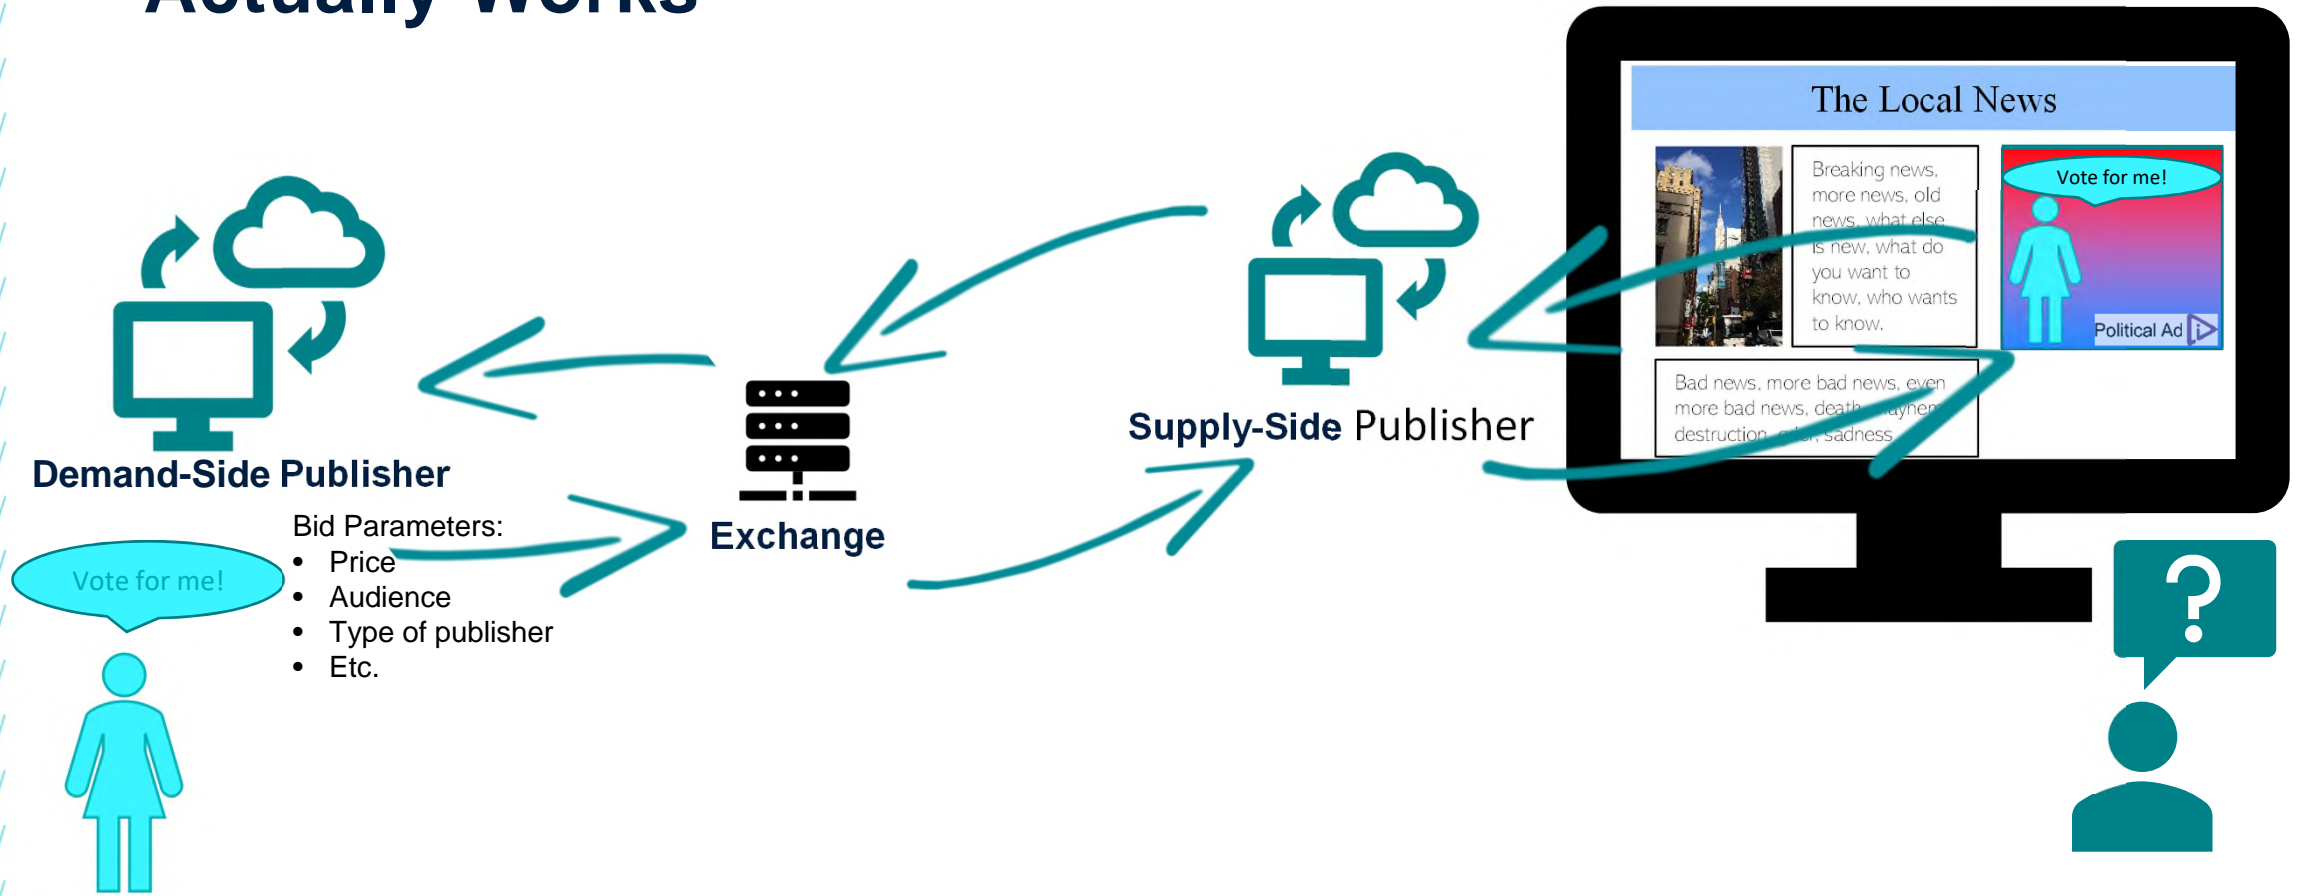 Actually Works
The Local News
Breaking news,
more news, old
news, what else
is new, what do
you want to
know, who wants
to know.
Vote for me!
Political Ad
Bad news, more bad news, even
more bad news, death
destruction, sadness
Supply-Side Publisher
Demand-Side Publisher
Exchange
Vote for me!
Bid Parameters:
• Price
• Audience
• Type of publisher
• Etc.
?